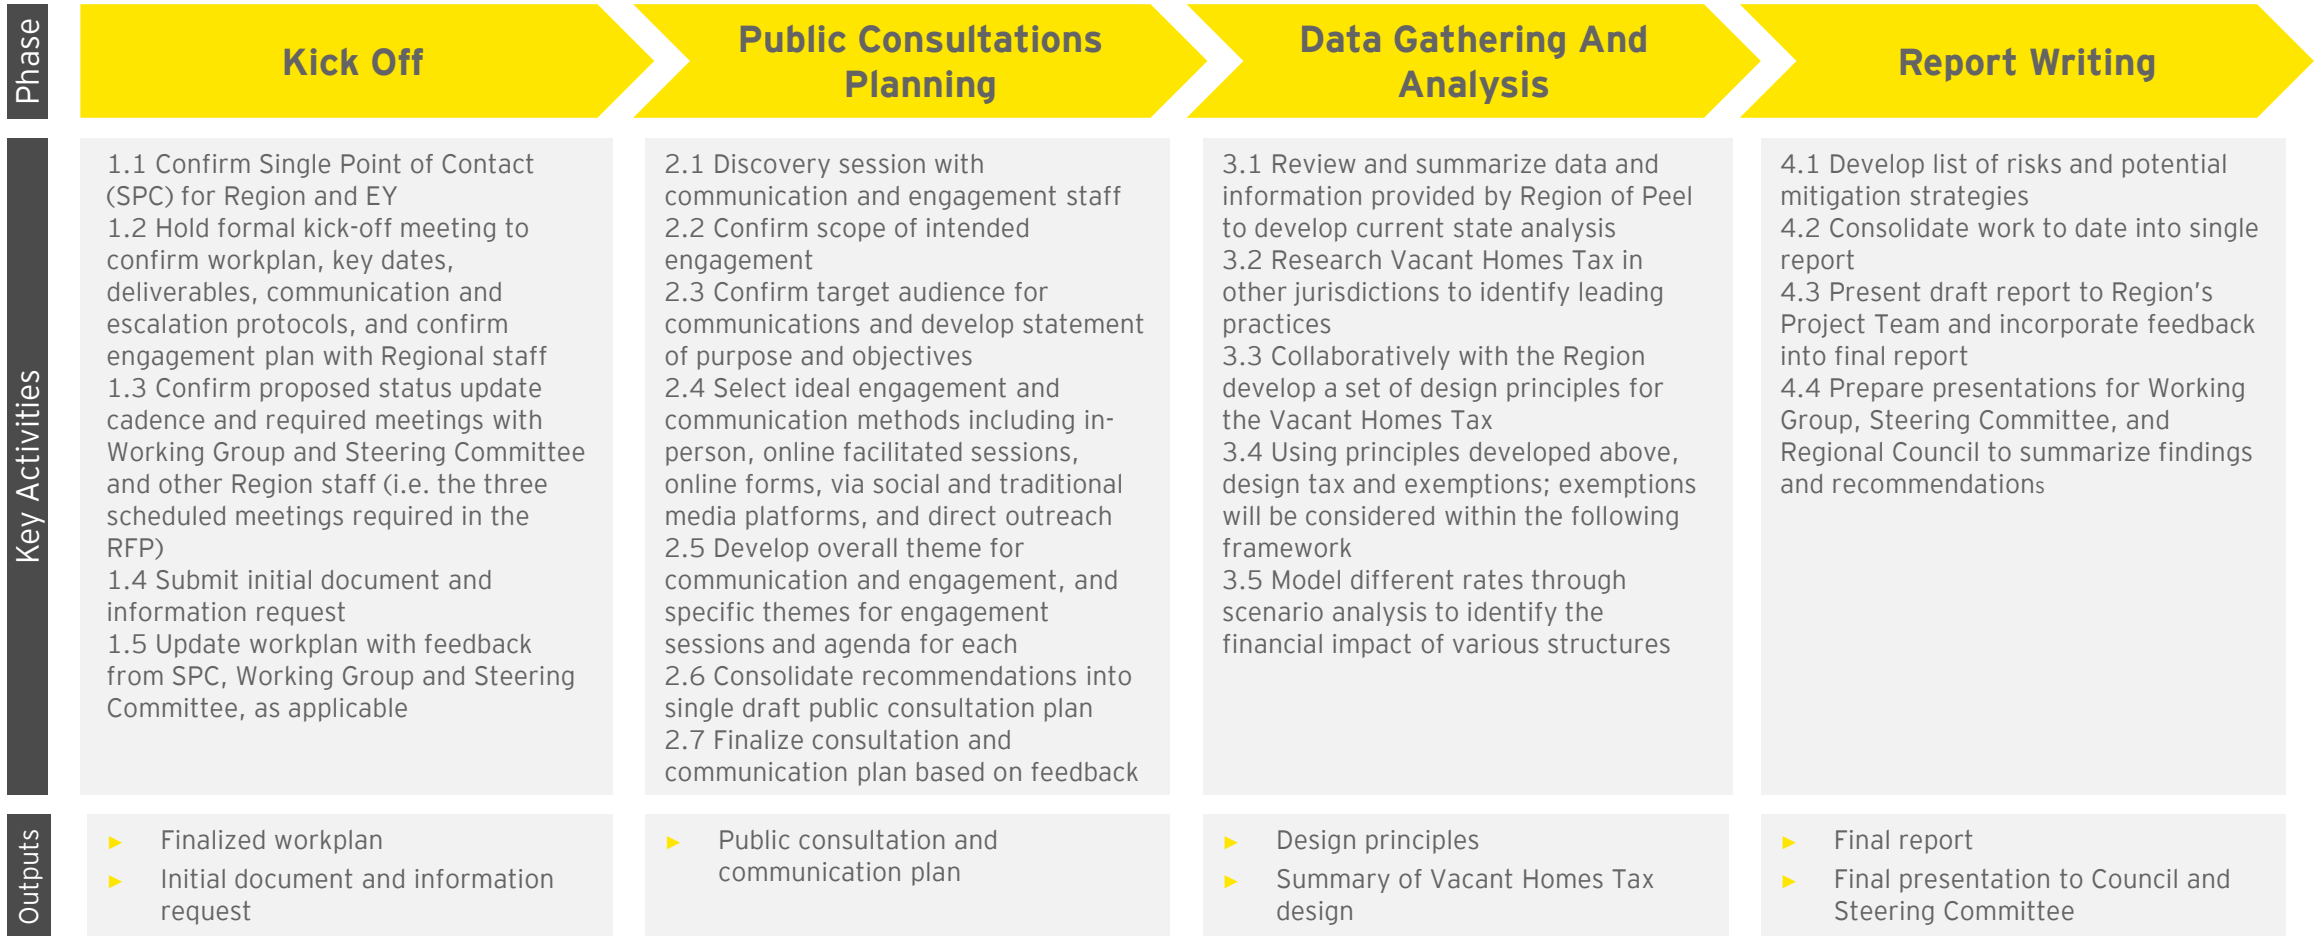 Phase
Kick Off
Public Consultations
Planning
Data Gathering And
Analysis
Report Writing
Key Activities
1.1 Confirm Single Point of Contact
(SPC) for Region and EY
1.2 Hold formal kick-off meeting to
confirm workplan, key dates,
deliverables, communication and
escalation protocols, and confirm
engagement plan with Regional staff
1.3 Confirm proposed status update
cadence and required meetings with
Working Group and Steering Committee
and other Region staff (i.e. the three
scheduled meetings required in the
RFP)
1.4 Submit initial document and
information request
1.5 Update workplan with feedback
from SPC, Working Group and Steering
Committee, as applicable
2.1 Discovery session with
communication and engagement staff
2.2 Confirm scope of intended
engagement
2.3 Confirm target audience for
communications and develop statement
of purpose and objectives
2.4 Select ideal engagement and
communication methods including in-
person, online facilitated sessions,
online forms, via social and traditional
media platforms, and direct outreach
2.5 Develop overall theme for
communication and engagement, and
specific themes for engagement
sessions and agenda for each
2.6 Consolidate recommendations into
single draft public consultation plan
2.7 Finalize consultation and
communication plan based on feedback
3.1 Review and summarize data and
information provided by Region of Peel
to develop current state analysis
3.2 Research Vacant Homes Tax in
other jurisdictions to identify leading
practices
3.3 Collaboratively with the Region
develop a set of design principles for
the Vacant Homes Tax
3.4 Using principles developed above,
design tax and exemptions; exemptions
will be considered within the following
framework
3.5 Model different rates through
scenario analysis to identify the
financial impact of various structures
4.1 Develop list of risks and potential
mitigation strategies
4.2 Consolidate work to date into single
report
4.3 Present draft report to Region's
Project Team and incorporate feedback
into final report
4.4 Prepare presentations for Working
Group, Steering Committee, and
Regional Council to summarize findings
and recommendations
Outputs
► Finalized workplan
► Initial document and information
request
► Public consultation and
communication plan
► Design principles
► Summary of Vacant Homes Tax
design
► Final report
► Final presentation to Council and
Steering Committee